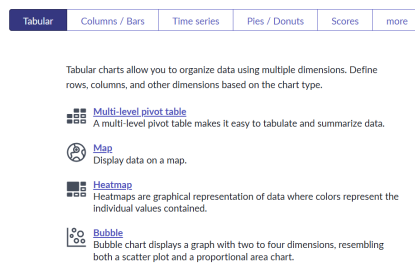 Tabular Columns / Bars Time series Pies / Donuts Scores more
Tabular charts allow you to organize data using multiple dimensions. Define
rows, columns, and other dimensions based on the chart type.
Multi-level pivot table
A multi-level pivot table makes it easy to tabulate and summarize data.
Map
Display data on a map.
Heatmap
Heatmaps are graphical representation of data where colors represent the
individual values contained.
Bubble
Bubble chart displays a graph with two to four dimensions, resembling
both a scatter plot and a proportional area chart.